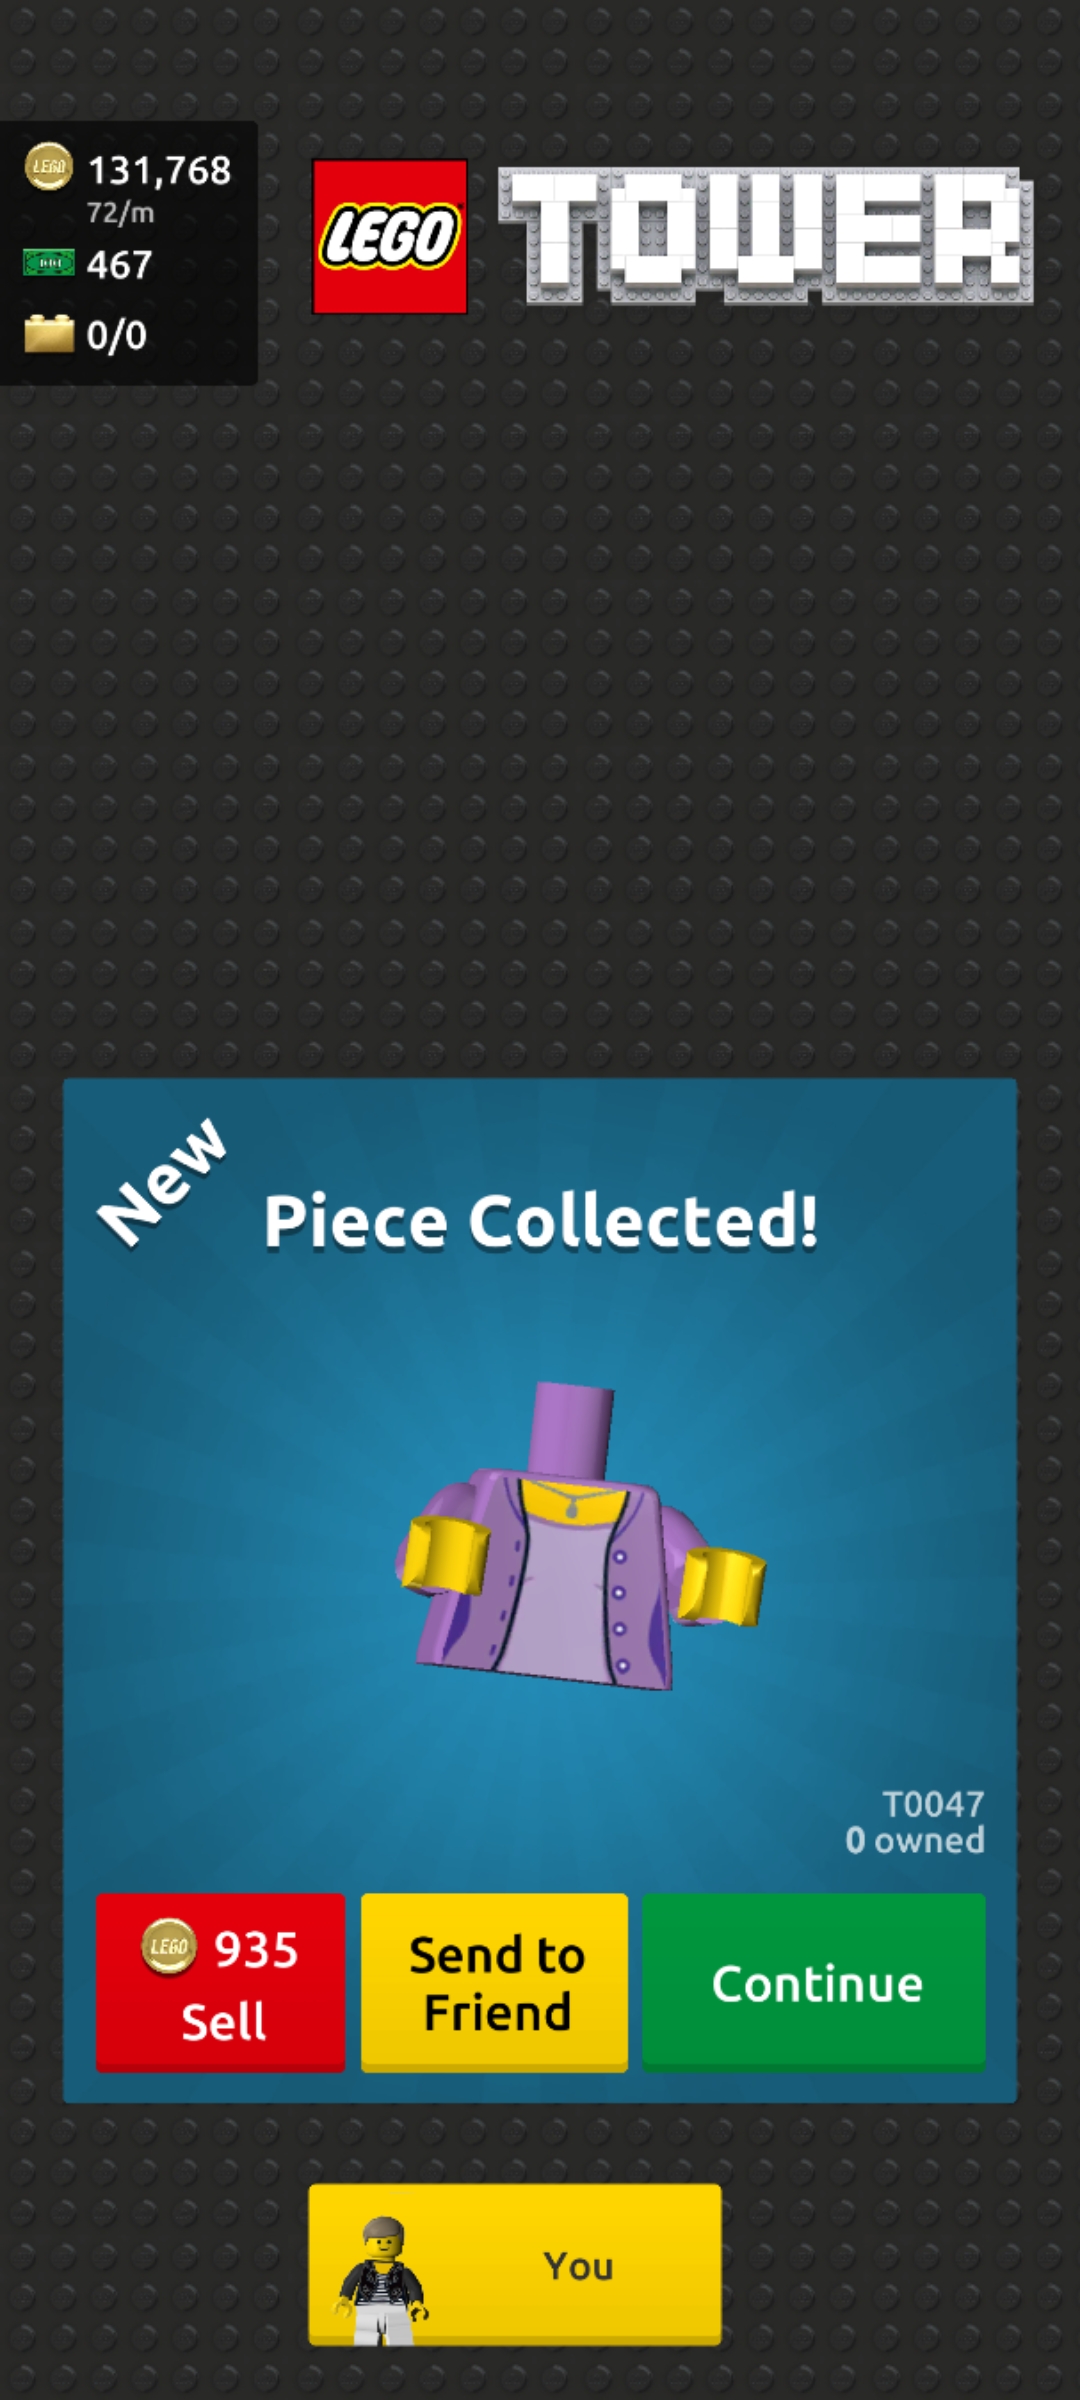 LEGO 131,768
72/m
467
0/0
LEGO TOWER
New
Piece Collected!
T0047
0 owned
LEGO 935
Sell
Send to
Friend
Continue
You